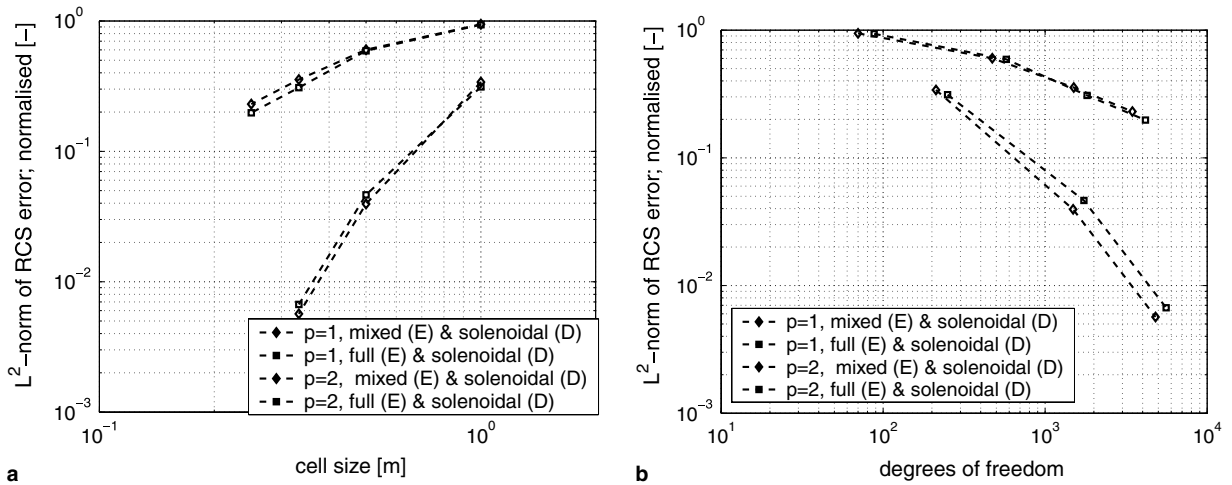 10^0
10^-1
10^-2
10^-3
L^2−norm of RCS error; normalised [−]
p=1, mixed (E) & solenoidal (D)
p=1, full (E) & solenoidal (D)
p=2, mixed (E) & solenoidal (D)
p=2, full (E) & solenoidal (D)
10^-1
10^0
cell size [m]
a
10^0
10^-1
10^-2
10^-3
L^2−norm of RCS error; normalised [−]
p=1, mixed (E) & solenoidal (D)
p=1, full (E) & solenoidal (D)
p=2, mixed (E) & solenoidal (D)
p=2, full (E) & solenoidal (D)
10^1
10^2
10^3
10^4
degrees of freedom
b